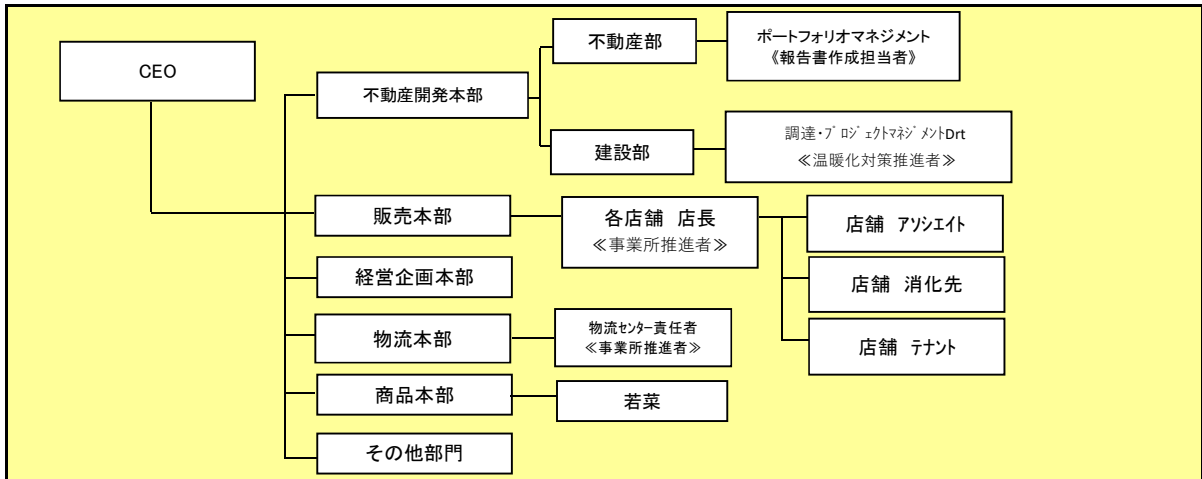 CEO
不動産開発本部
不動産部
ポートフォリオマネジメント
《報告書作成担当者》
建設部
調達・ﾌﾟﾛｼﾞｪｸﾄﾏﾈｼﾞﾒﾝﾄDrt
≪温暖化対策推進者≫
販売本部
各店舗 店長
≪事業所推進者≫
店舗 ｱｿｼｴｲﾄ
店舗 消化先
店舗 ﾃﾅﾝﾄ
経営企画本部
物流本部
物流ｾﾝﾀｰ責任者
≪事業所推進者≫
商品本部
若菜
その他部門